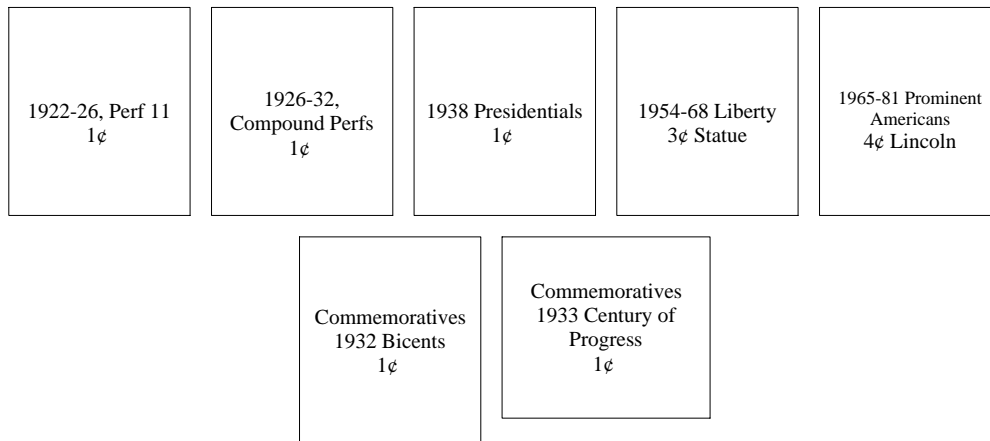 1922-26, Perf 11
1¢
1926-32,
Compound Perfs
1¢
1938 Presidentials
1¢
1954-68 Liberty
3¢ Statue
1965-81 Prominent
Americans
4¢ Lincoln
Commemoratives
1932 Bicents
1¢
Commemoratives
1933 Century of
Progress
1¢